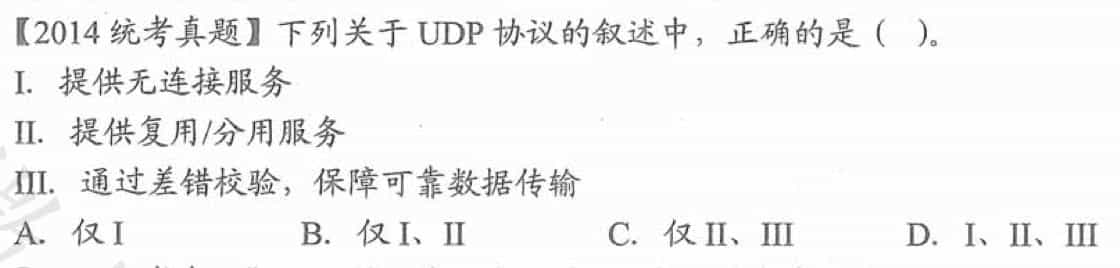 【2014 统考真题】下列关于 UDP 协议的叙述中，正确的是（ ）。
I. 提供无连接服务
II. 提供复用/分用服务
III. 通过差错校验，保障可靠数据传输
A. 仅 I B. 仅 I、II C. 仅 II、III D. I、II、III